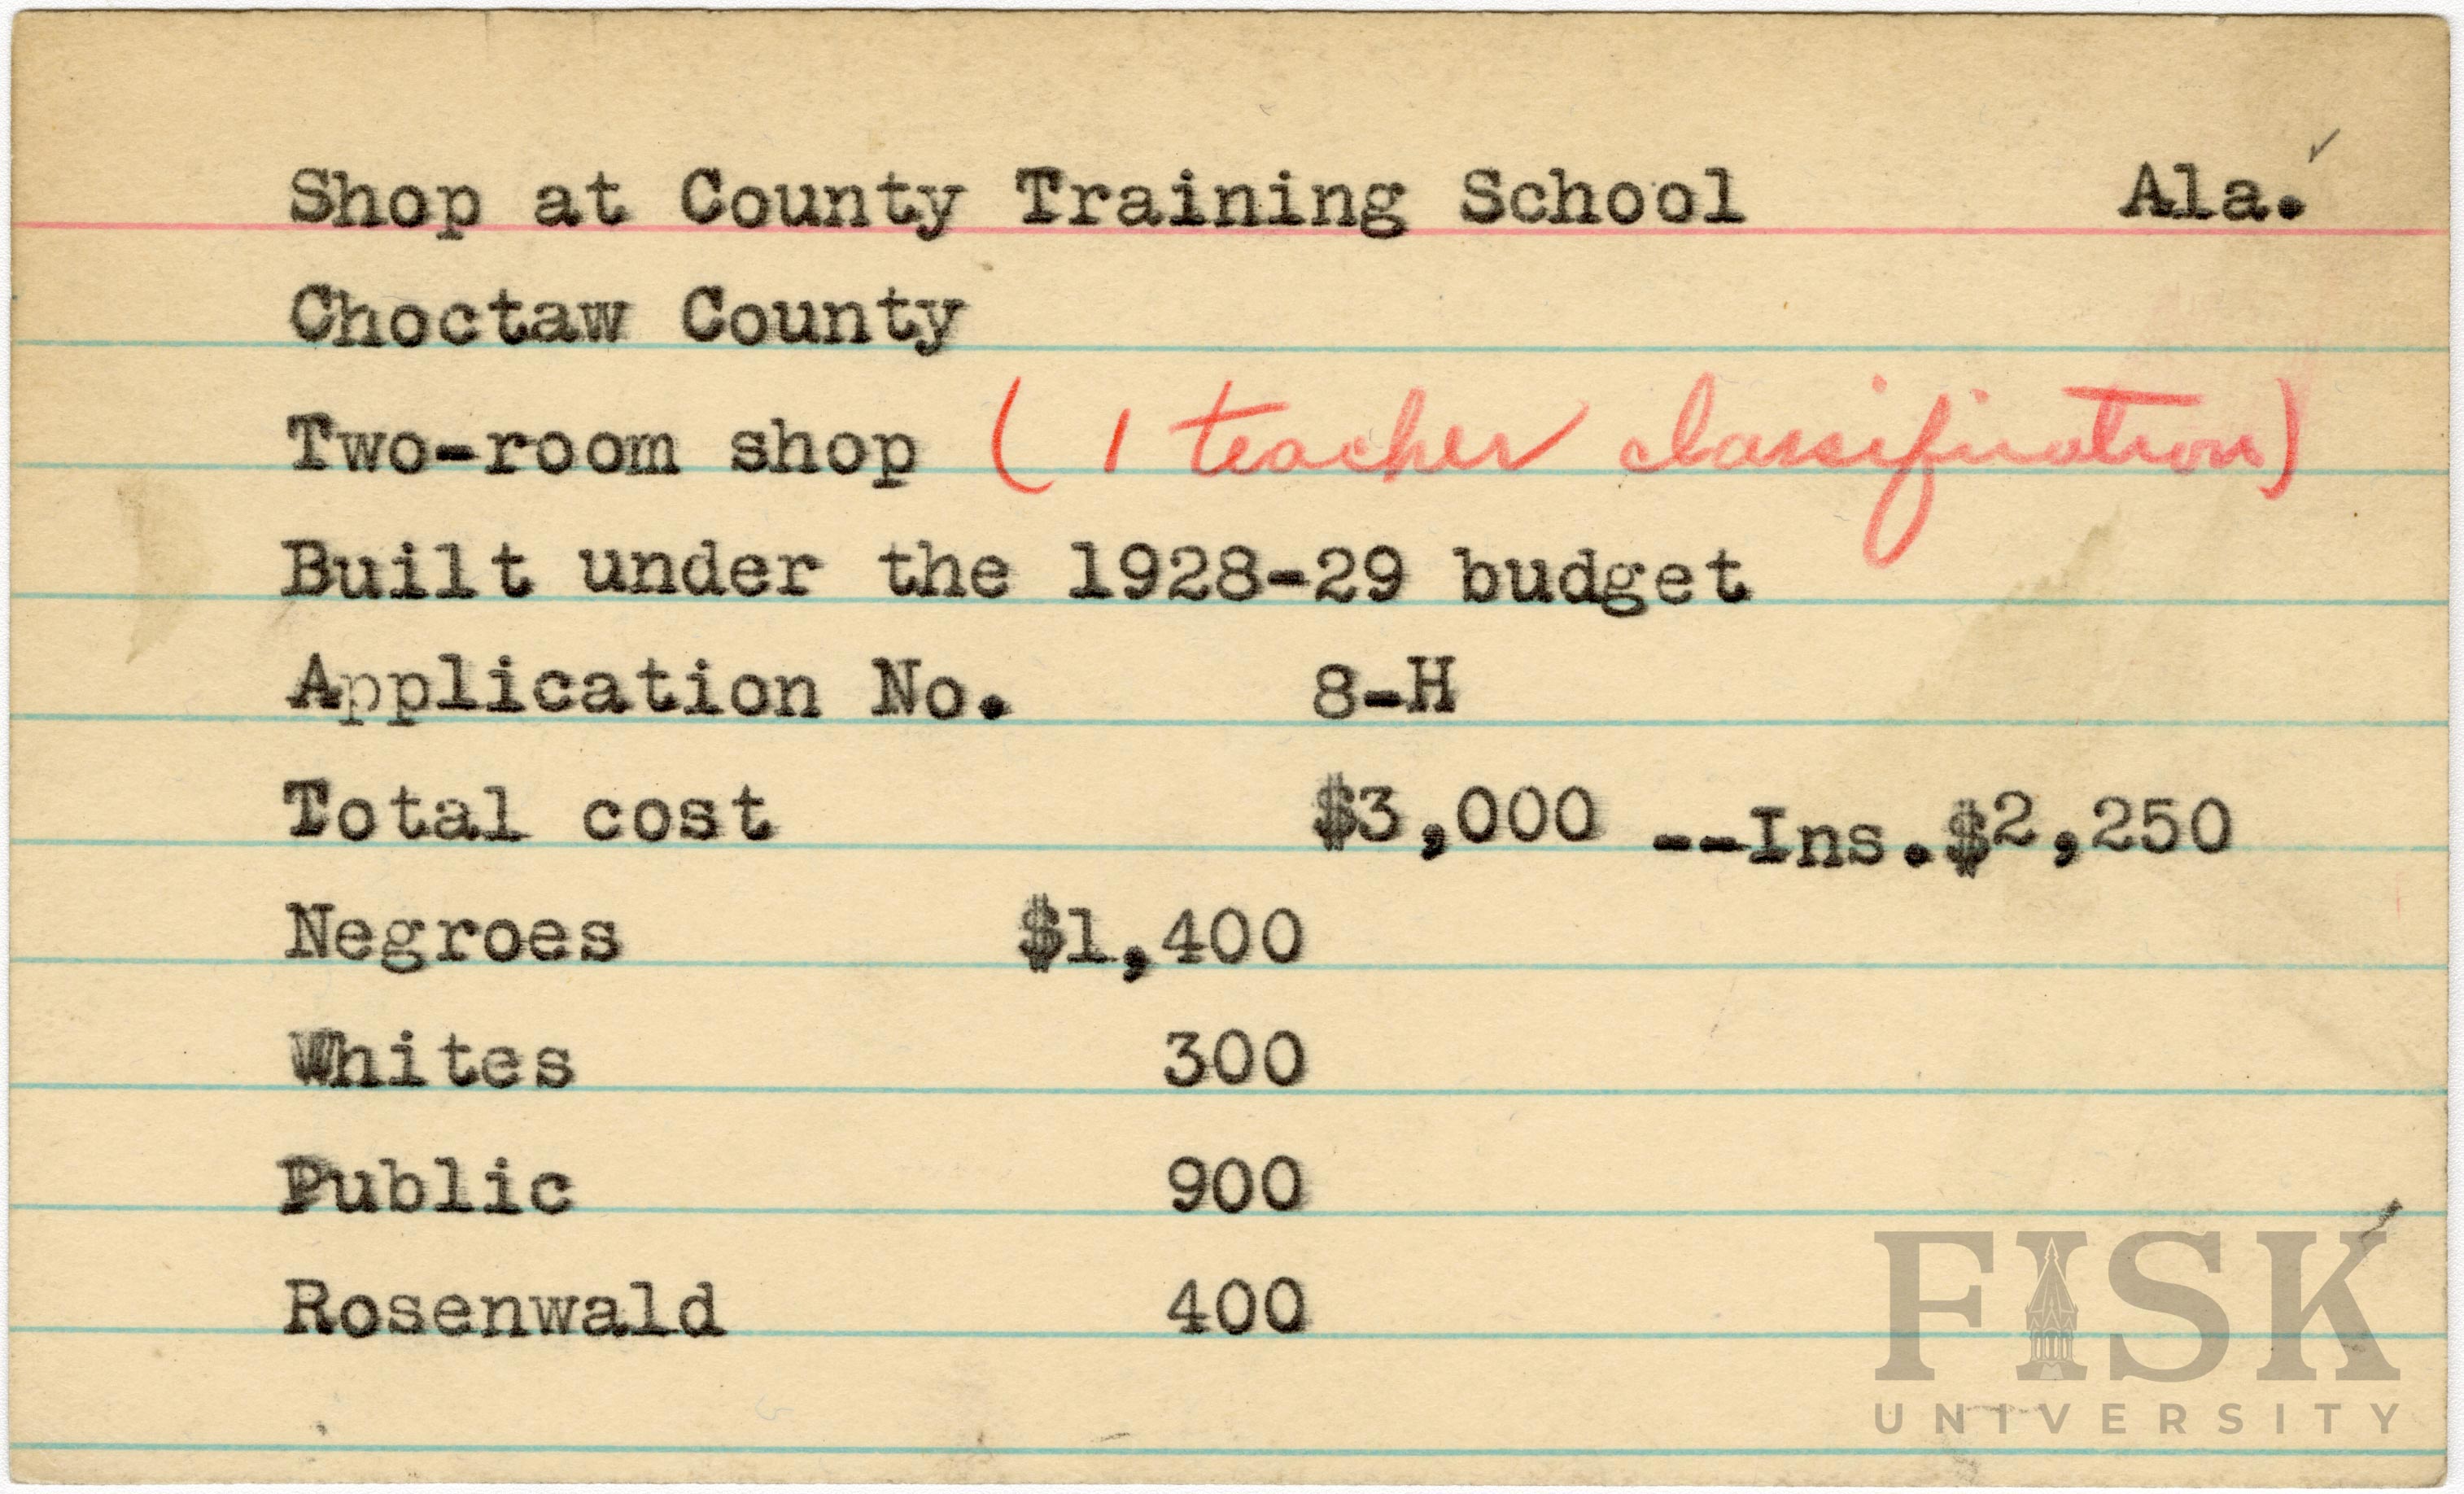 Shop at County Training School Ala.
Choctaw County
Two-room shop (1 teacher classification)
Built under the 1928-29 budget
Application No. 8-H
Total cost $3,000 --Ins.$2,250
Negroes $1,400
Whites 300
Public 900
Rosenwald 400
FISK
UNIVERSITY